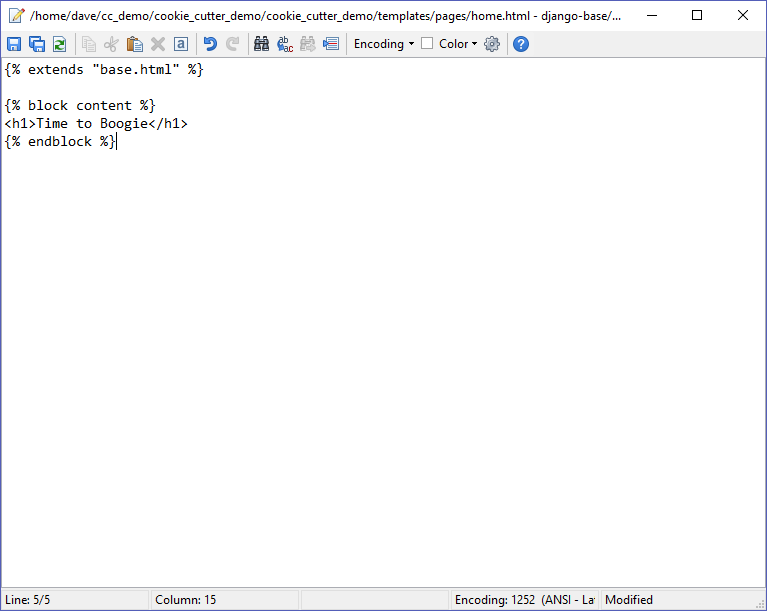 /home/dave/cc_demo/cookie_cutter_demo/cookie_cutter_demo/templates/pages/home.html - django-base/...
Encoding Color
{% extends "base.html" %}
{% block content %}
<h1>Time to Boogie</h1>
{% endblock %}
Line: 5/5 Column: 15 Encoding: 1252 (ANSI - La Modified